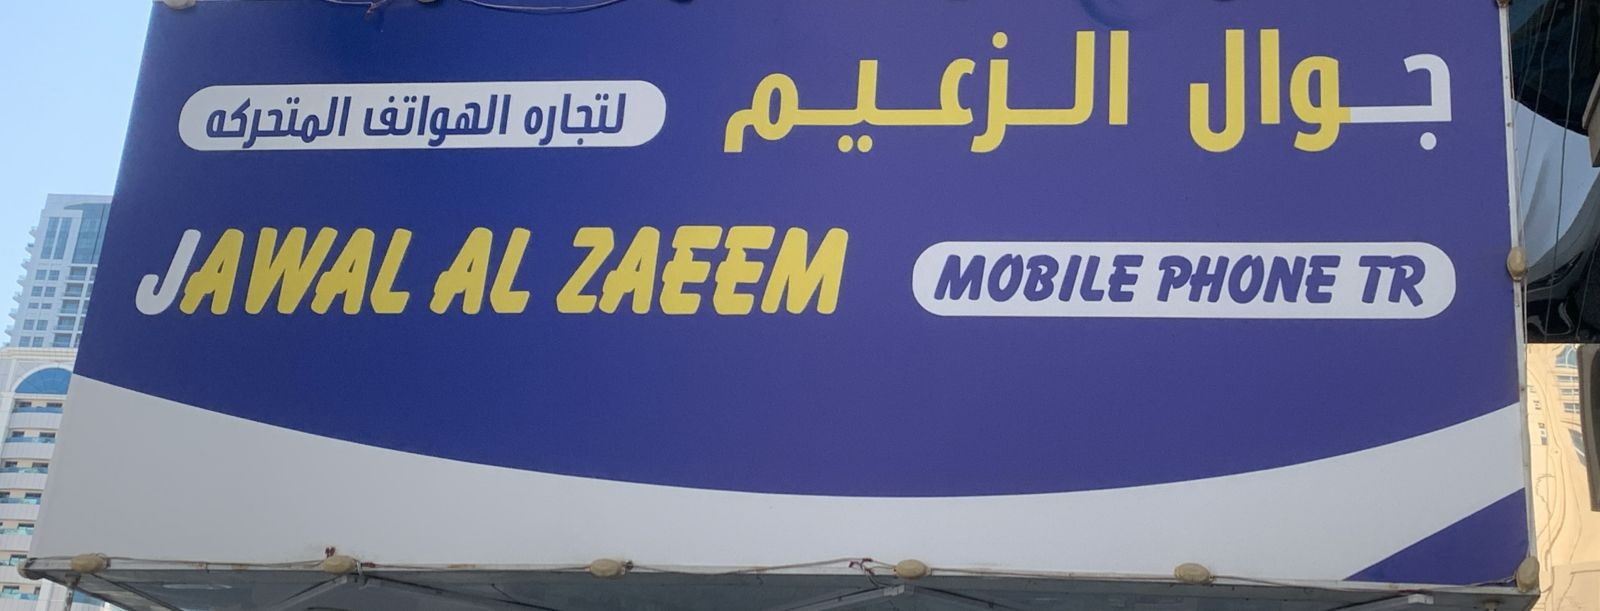 جوال الزعيم
لتجاره الهواتف المتحركه
JAWAL AL ZAEEM
MOBILE PHONE TR